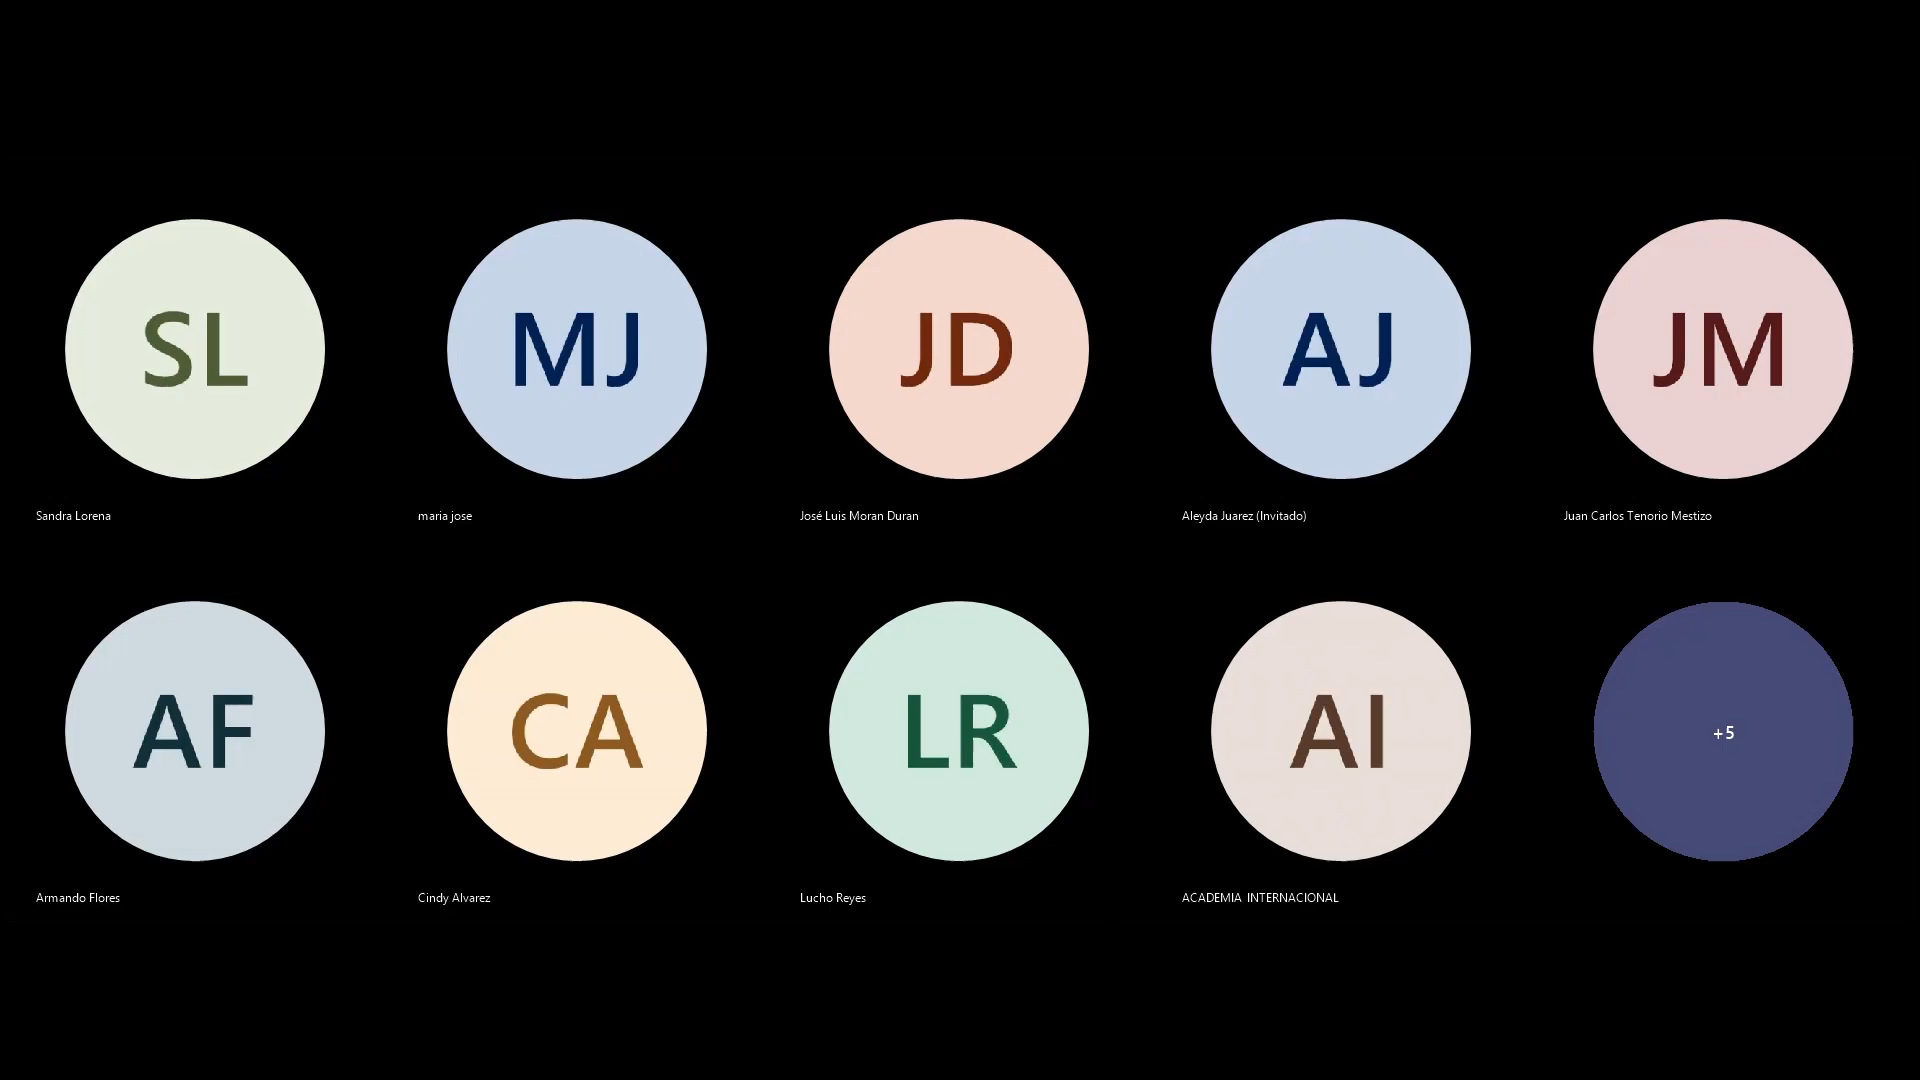 SL
MJ
JD
AJ
JM
Sandra Lorena
maria jose
José Luis Moran Duran
Aleyda Juarez (Invitado)
Juan Carlos Tenorio Mestizo
AF
CA
LR
AI
+5
Armando Flores
Cindy Alvarez
Lucho Reyes
ACADEMIA INTERNACIONAL